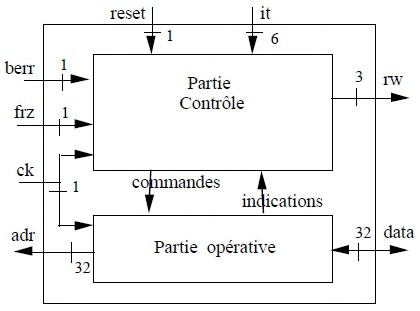 reset it
1 6
berr 1
Partie
Contrôle
3 rw
frz 1
ck 1
commandes
indications
adr 32
Partie opérative
32 data